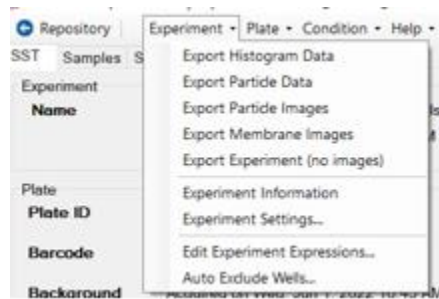 Repository Experiment Plate Condition Help
SST Samples S
Export Histogram Data
Experiment
Export Particle Data
Name
Export Particle Images
Export Membrane Images
Export Experiment (no images)
Plate
Experiment Information
Plate ID
Experiment Settings...
Barcode
Edit Experiment Expressions...
Auto Exclude Wells...
Background